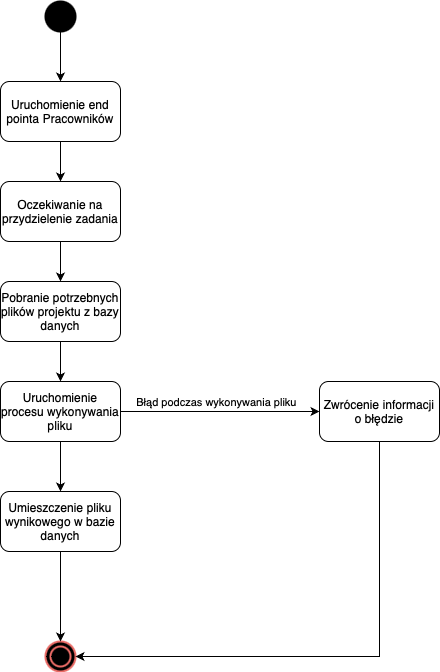 Uruchomienie end
pointa Pracowników
Oczekiwanie na
przydzielenie zadania
Pobranie potrzebnych
plików projektu z bazy
danych
Uruchomienie
procesu wykonywania
pliku
Błąd podczas wykonywania pliku
Zwrócenie informacji
o błędzie
Umieszczenie pliku
wynikowego w bazie
danych